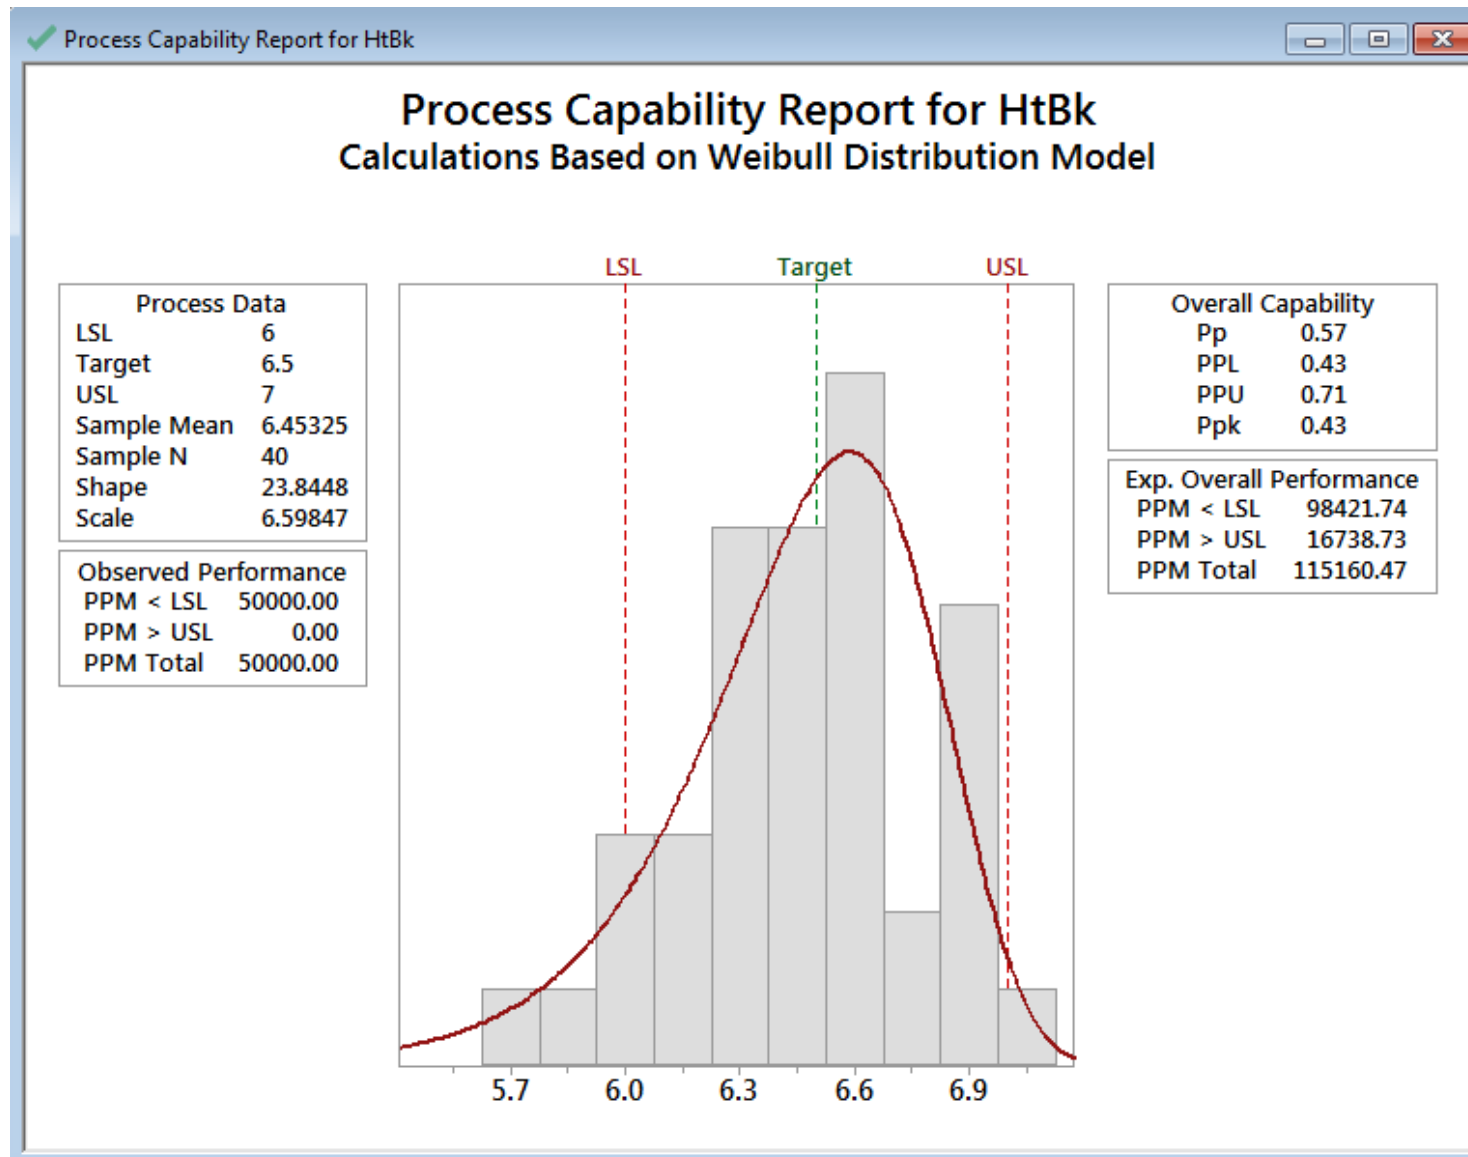 Process Capability Report for HtBk
Process Capability Report for HtBk
Calculations Based on Weibull Distribution Model
LSL Target USL
Process Data
LSL 6
Target 6.5
USL 7
Sample Mean 6.45325
Sample N 40
Shape 23.8448
Scale 6.59847
Observed Performance
PPM < LSL 50000.00
PPM > USL 0.00
PPM Total 50000.00
Overall Capability
Pp 0.57
PPL 0.43
PPU 0.71
Ppk 0.43
Exp. Overall Performance
PPM < LSL 98421.74
PPM > USL 16738.73
PPM Total 115160.47
5.7 6.0 6.3 6.6 6.9